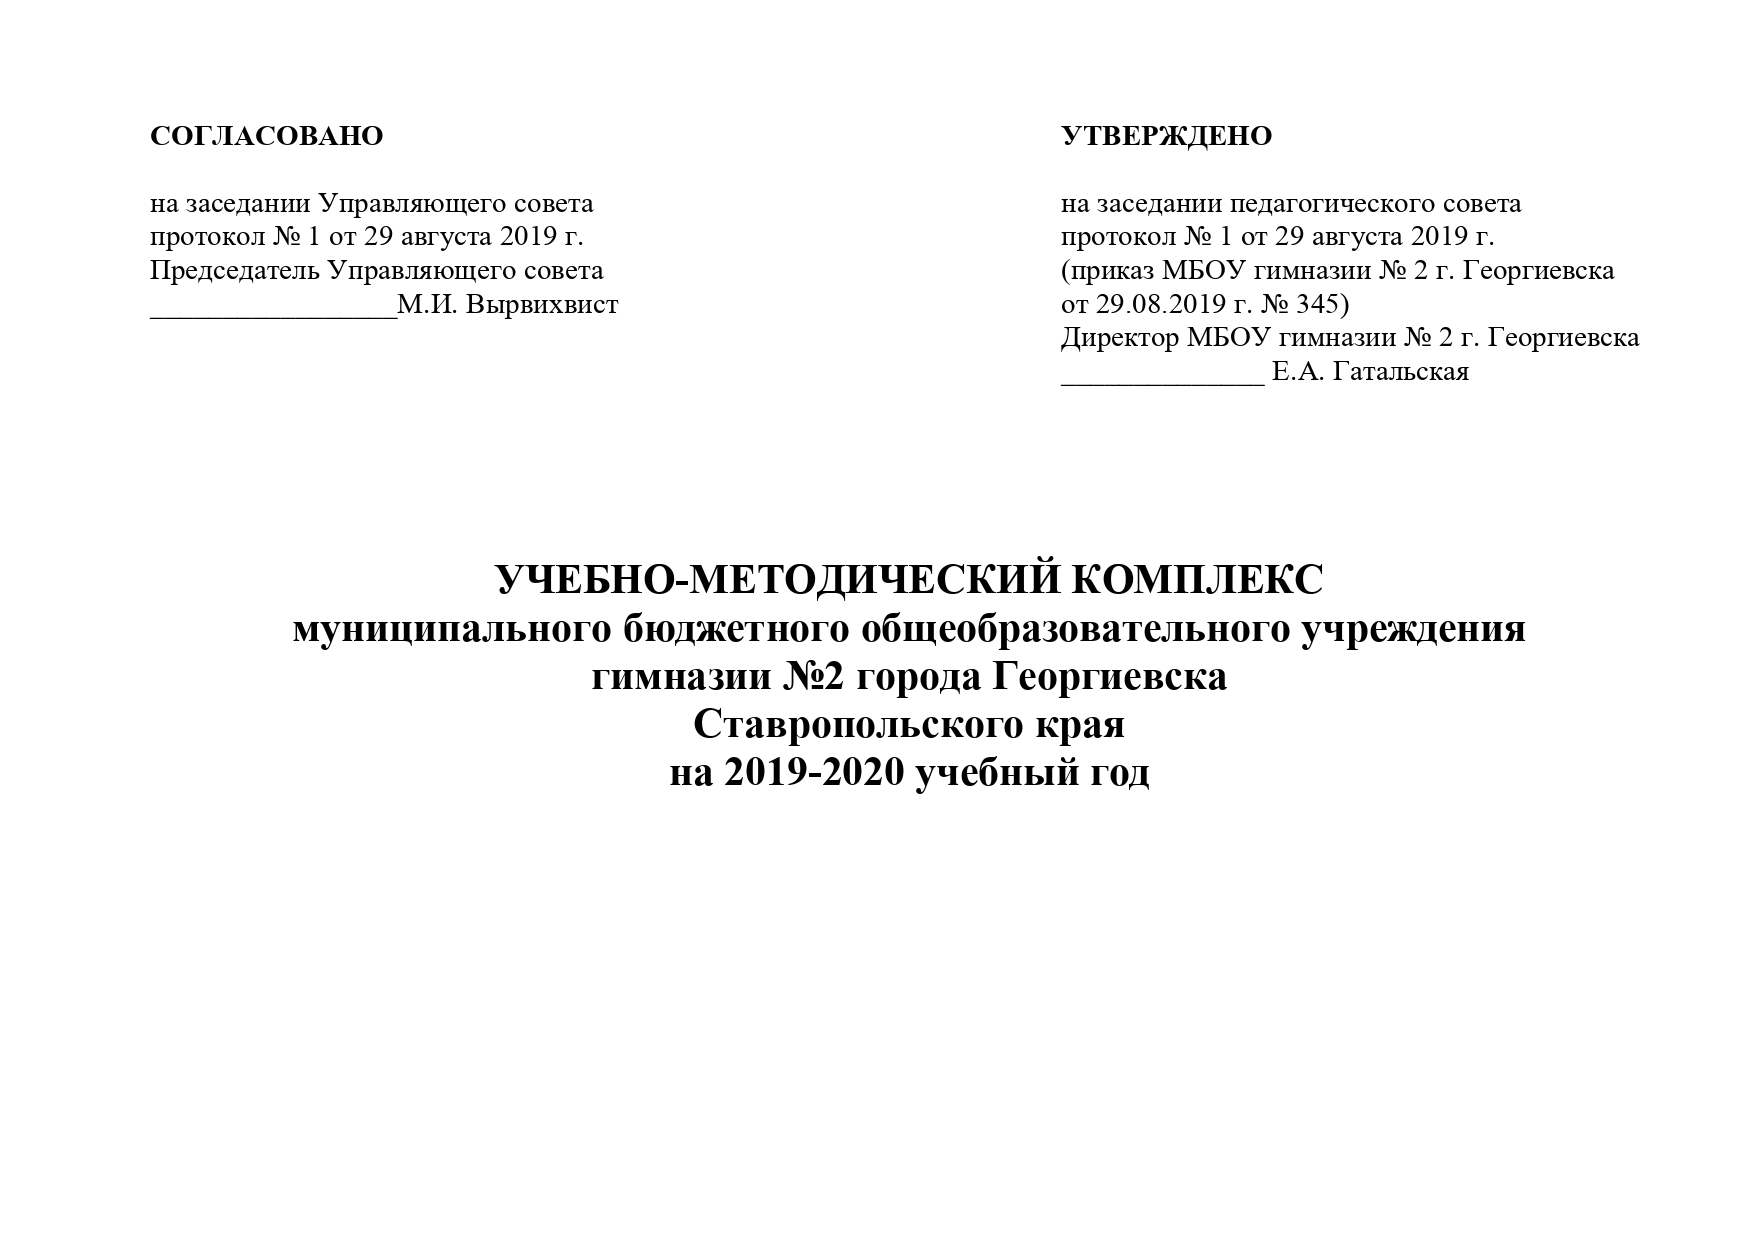 СОГЛАСОВАНО
на заседании Управляющего совета
протокол № 1 от 29 августа 2019 г.
Председатель Управляющего совета
_________________М.И. Вырвихвист
УТВЕРЖДЕНО
на заседании педагогического совета
протокол № 1 от 29 августа 2019 г.
(приказ МБОУ гимназии № 2 г. Георгиевска
от 29.08.2019 г. № 345)
Директор МБОУ гимназии № 2 г. Георгиевска
______________ Е.А. Гатальская
УЧЕБНО-МЕТОДИЧЕСКИЙ КОМПЛЕКС
муниципального бюджетного общеобразовательного учреждения
гимназии №2 города Георгиевска
Ставропольского края
на 2019-2020 учебный год